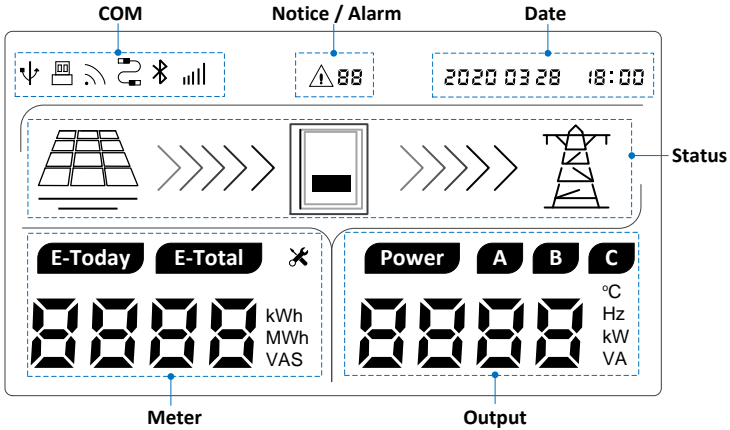 COM Notice / Alarm Date
88 2020 03 28 18:00
Status
E-Today E-Total Power A B C
8888 kWh MWh VAS 8888 °C Hz kW VA
Meter Output